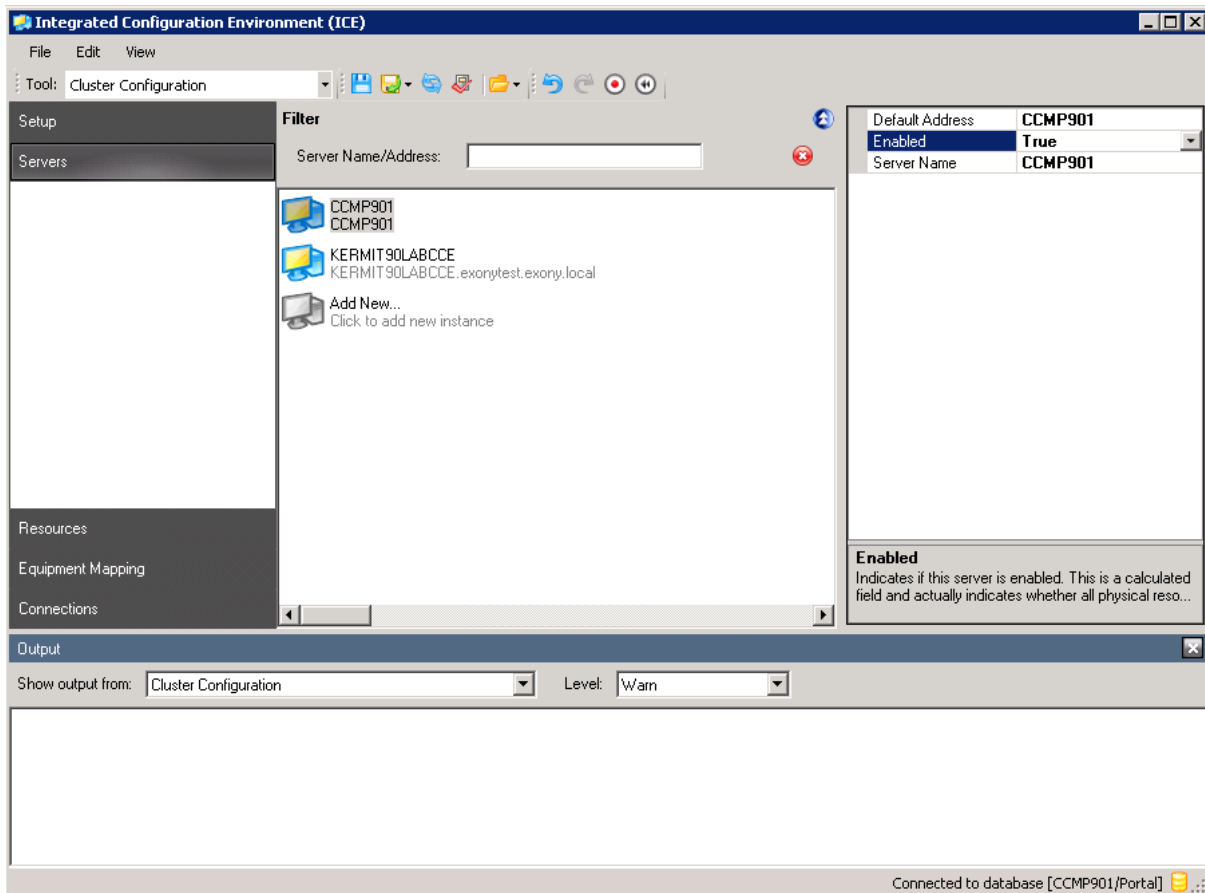 Integrated Configuration Environment (ICE)
File Edit View
Tool: Cluster Configuration
Setup
Servers
Filter
Server Name/Address:
CCMP901
CCMP901
KERMIT90LABCCE
KERMIT90LABCCE.exonytest.exony.local
Add New...
Click to add new instance
Default Address CCMP901
Enabled True
Server Name CCMP901
Resources
Equipment Mapping
Connections
Enabled
Indicates if this server is enabled. This is a calculated
field and actually indicates whether all physical reso...
Output
Show output from: Cluster Configuration Level: Warn
Connected to database [CCMP901/Portal]